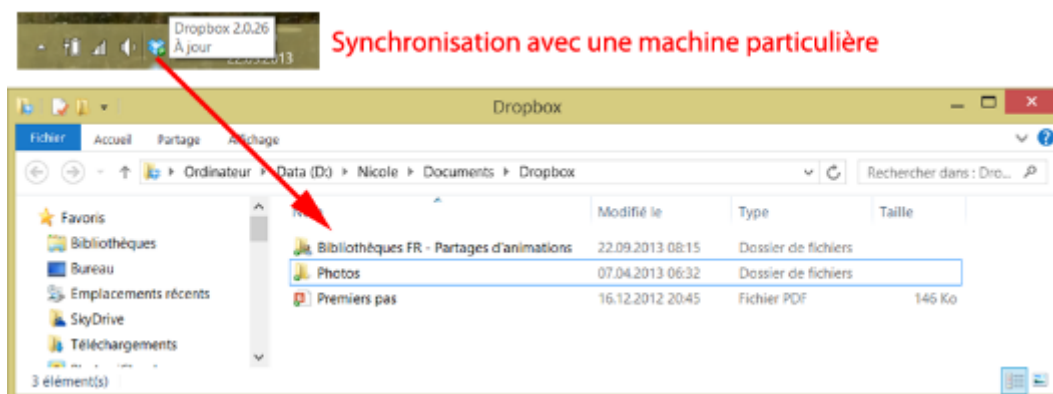 Dropbox 2.0.26
À jour
Synchronisation avec une machine particulière
Dropbox
Fichier Accueil Partage Affichage
Ordinateur Data (D:) Nicole Documents Dropbox Rechercher dans : Dro...
Modifié le Type Taille
Favoris
Bibliothèques Bibliothèques FR - Partages d'animations 22.09.2013 08:15 Dossier de fichiers
Bureau Photos 07.04.2013 06:32 Dossier de fichiers
Emplacements récents Premiers pas 16.12.2012 20:45 Fichier PDF 146 Ko
SkyDrive
Téléchargements
3 élément(s)